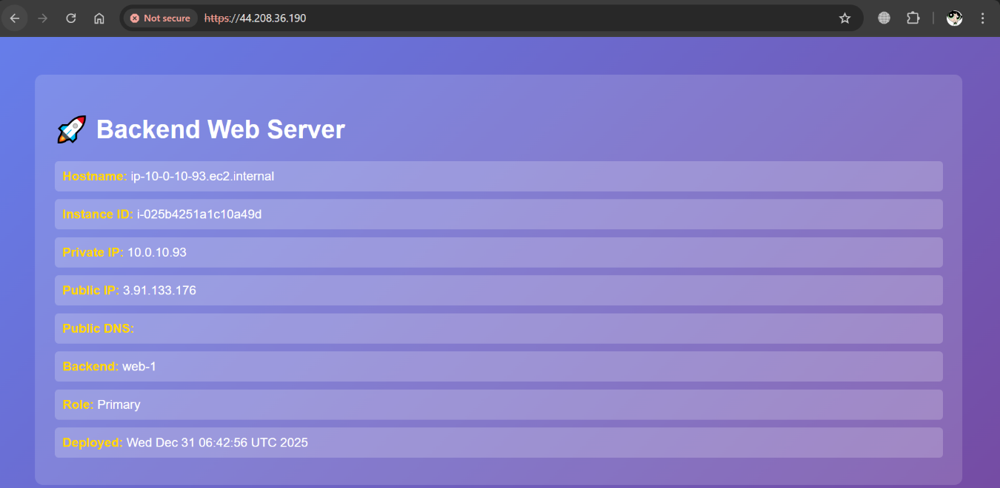 Not secure https://44.208.36.190
🚀 Backend Web Server
Hostname: ip-10-0-10-93.ec2.internal
Instance ID: i-025b4251a1c10a49d
Private IP: 10.0.10.93
Public IP: 3.91.133.176
Public DNS:
Backend: web-1
Role: Primary
Deployed: Wed Dec 31 06:42:56 UTC 2025